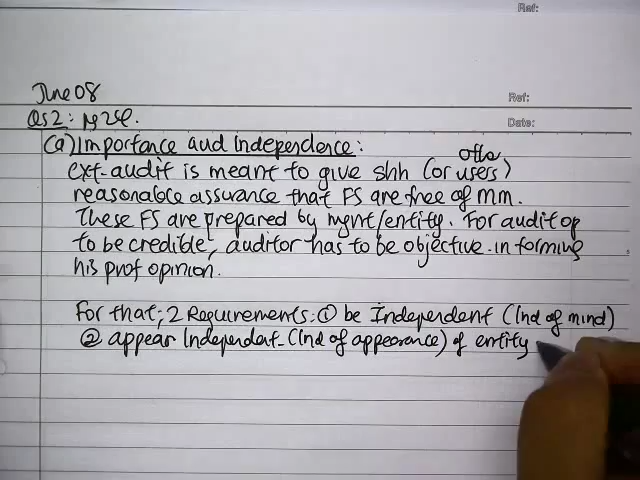 Ref:
June 08
Ref:
Qs2:
Date:
(a) Importance and Independence:
ext-audit is meant to give shh (or other users)
reasonable assurance that FS are free of MM.
These FS are prepared by mgmt/entity. For audit op
to be credible, auditor has to be objective in forming
his prof opinion.
For that; 2 Requirements: ① be Independent (Ind of mind)
② appear Independent (Ind of appearance) of entity